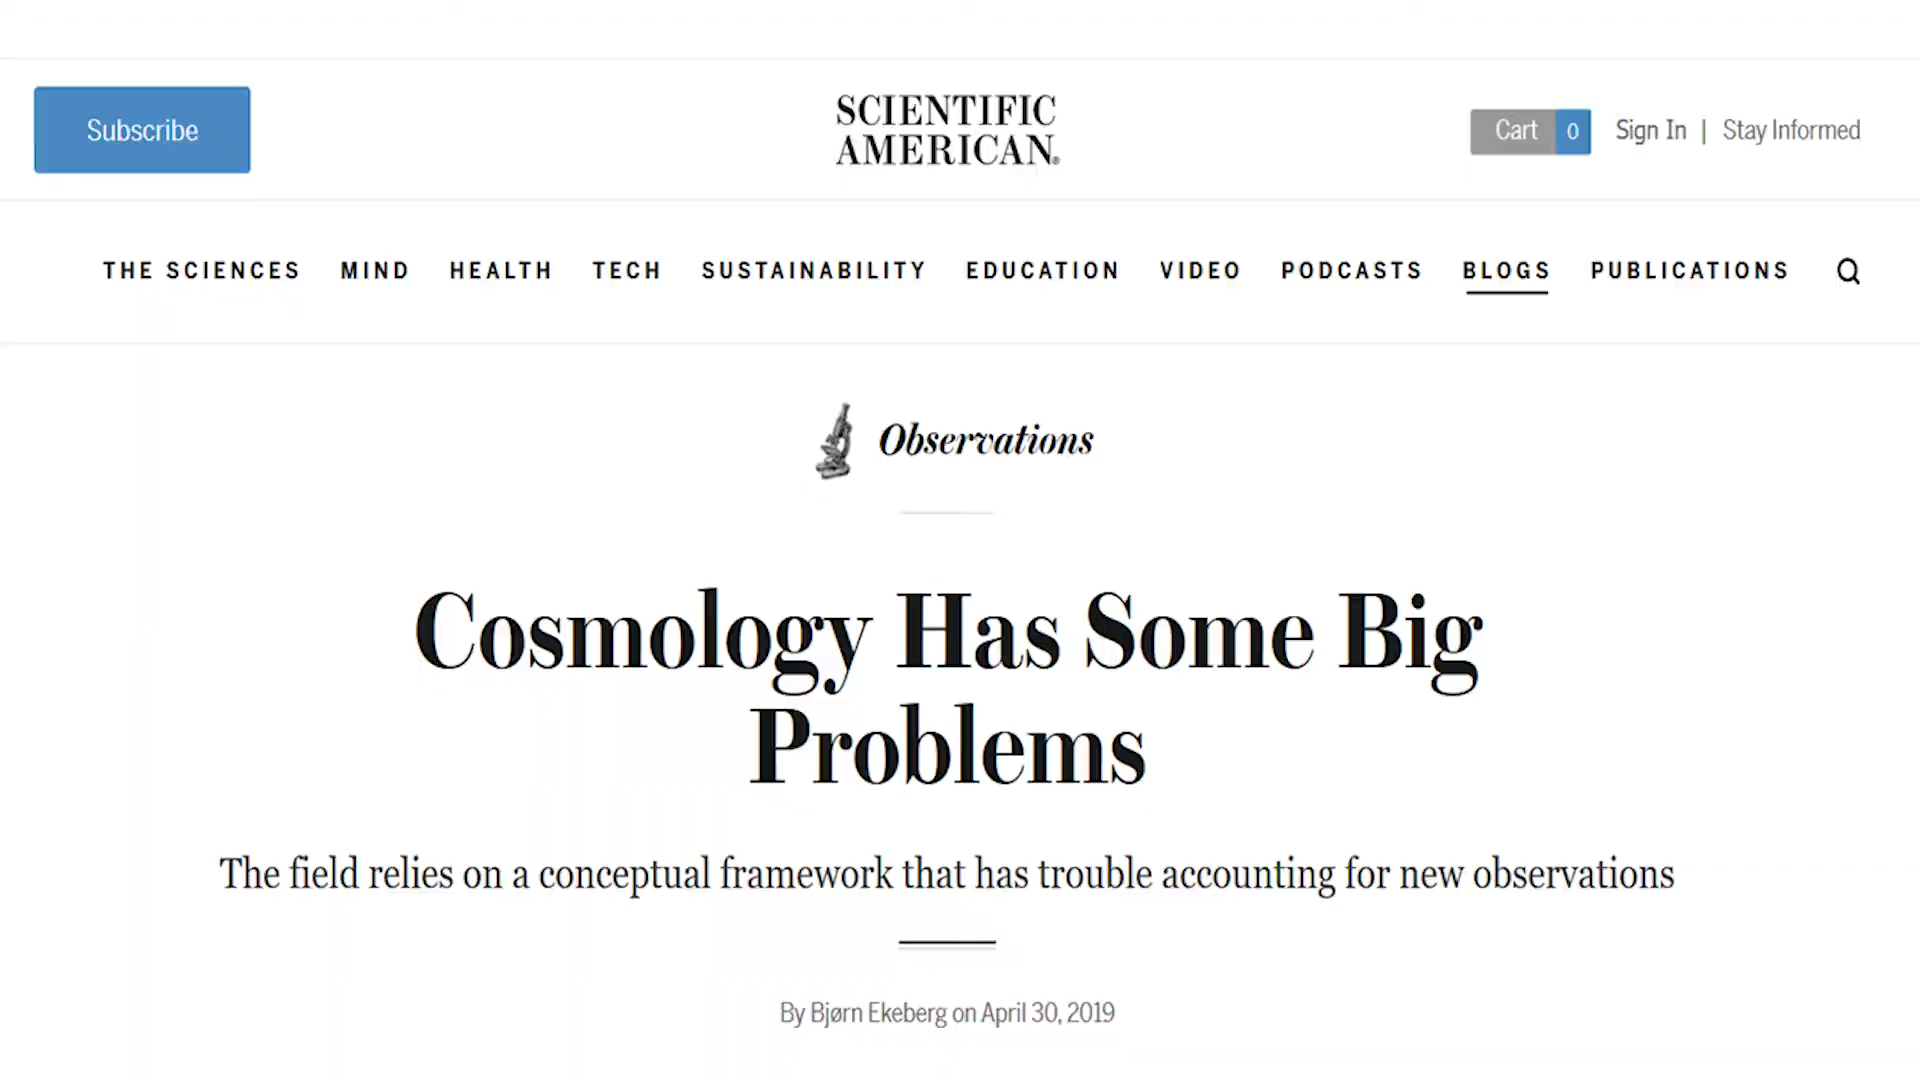 Subscribe
SCIENTIFIC
AMERICAN®
Cart 0 Sign In | Stay Informed
THE SCIENCES MIND HEALTH TECH SUSTAINABILITY EDUCATION VIDEO PODCASTS BLOGS PUBLICATIONS
Observations
Cosmology Has Some Big
Problems
The field relies on a conceptual framework that has trouble accounting for new observations
By Bjørn Ekeberg on April 30, 2019